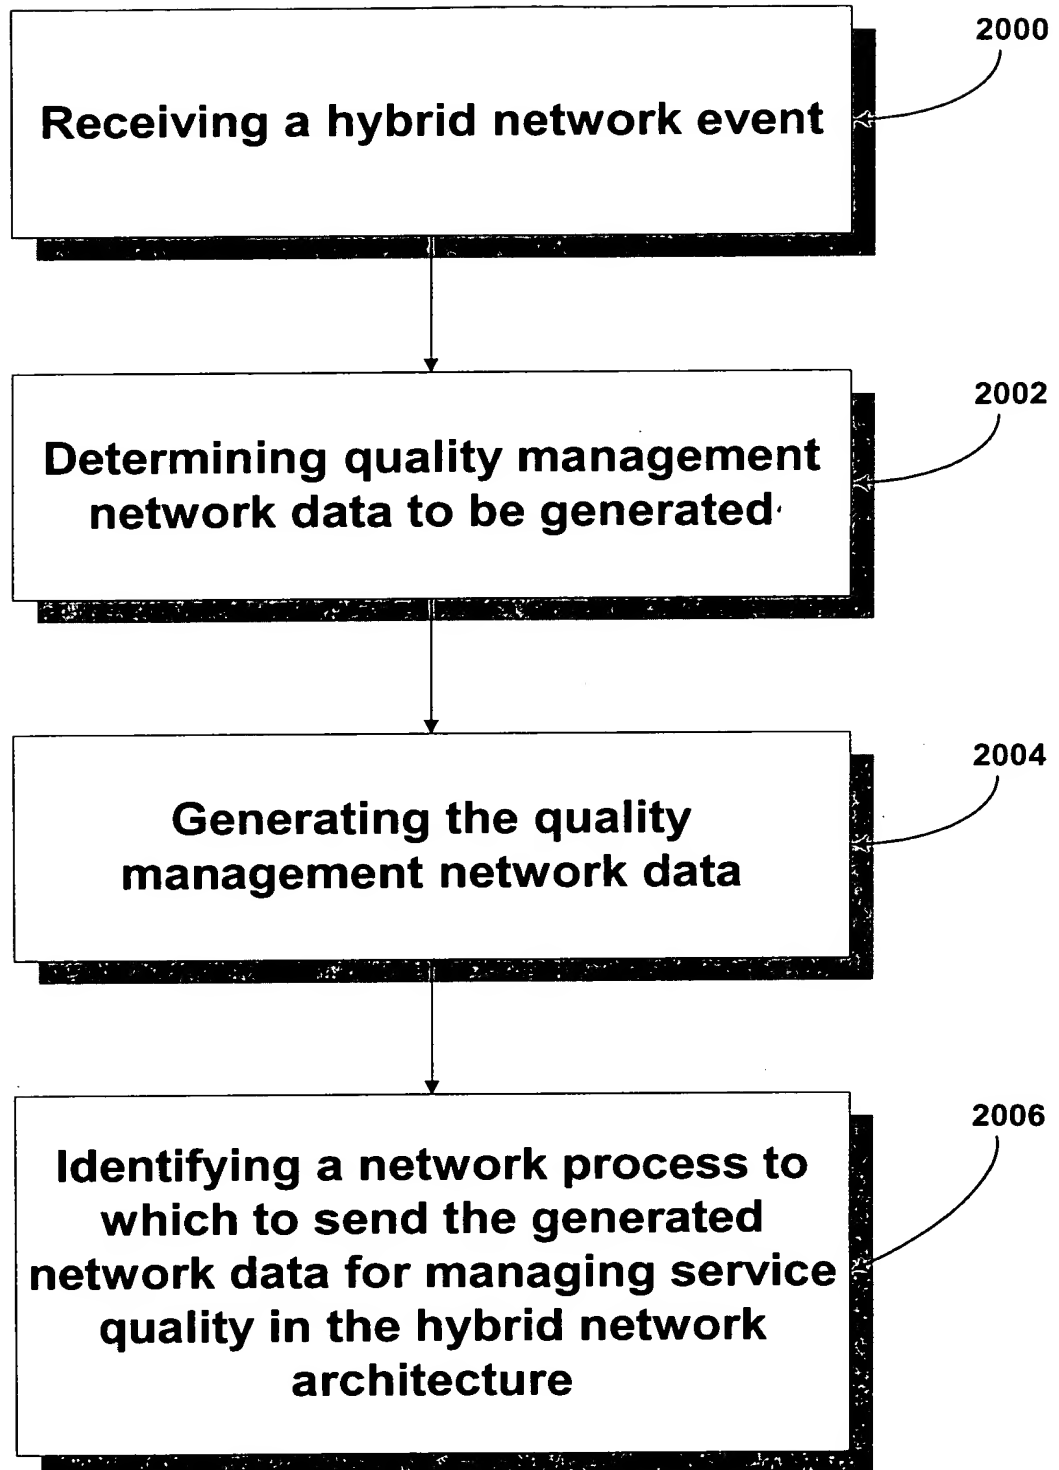 2000
Receiving a hybrid network event
2002
Determining quality management
network data to be generated
2004
Generating the quality
management network data
2006
Identifying a network process to
which to send the generated
network data for managing service
quality in the hybrid network
architecture